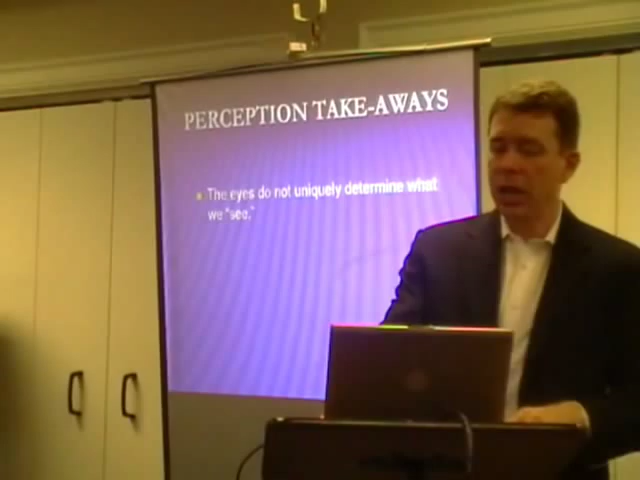 PERCEPTION TAKE-AWAYS
The eyes do not uniquely determine what
we "see."